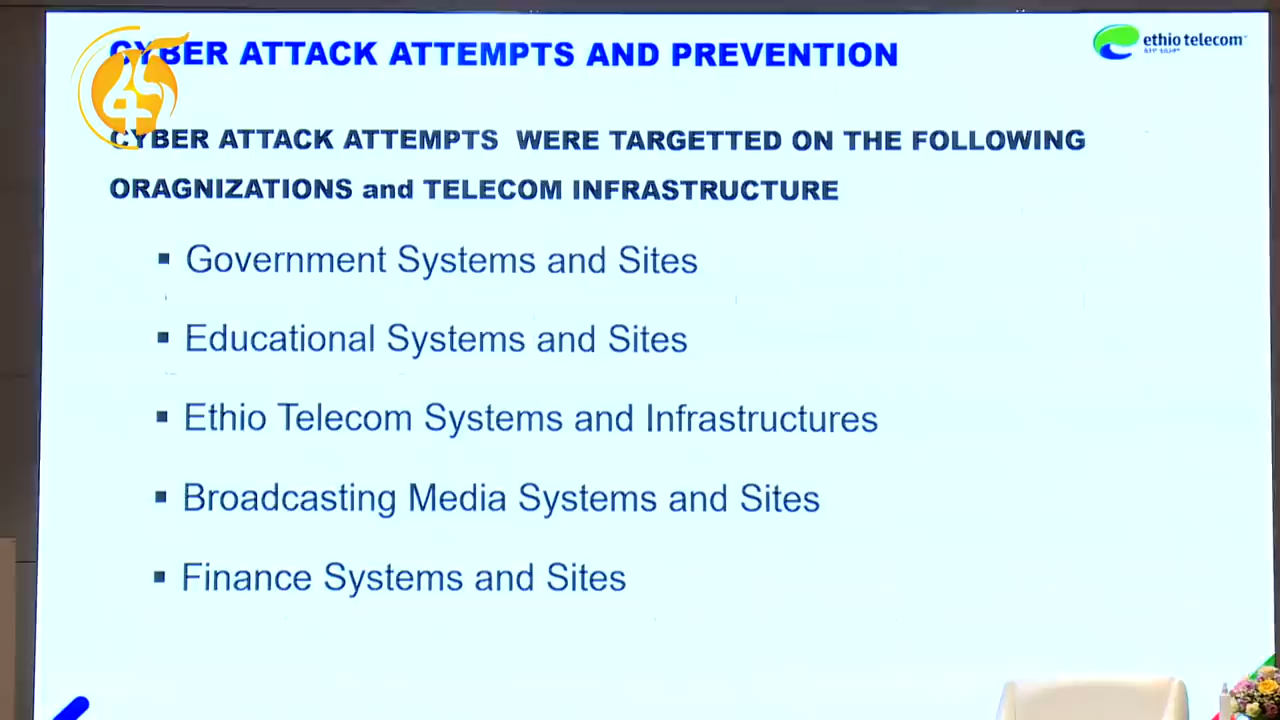 CYBER ATTACK ATTEMPTS AND PREVENTION
ethio telecom
CYBER ATTACK ATTEMPTS WERE TARGETTED ON THE FOLLOWING
ORAGNIZATIONS and TELECOM INFRASTRUCTURE
▪ Government Systems and Sites
▪ Educational Systems and Sites
▪ Ethio Telecom Systems and Infrastructures
▪ Broadcasting Media Systems and Sites
▪ Finance Systems and Sites